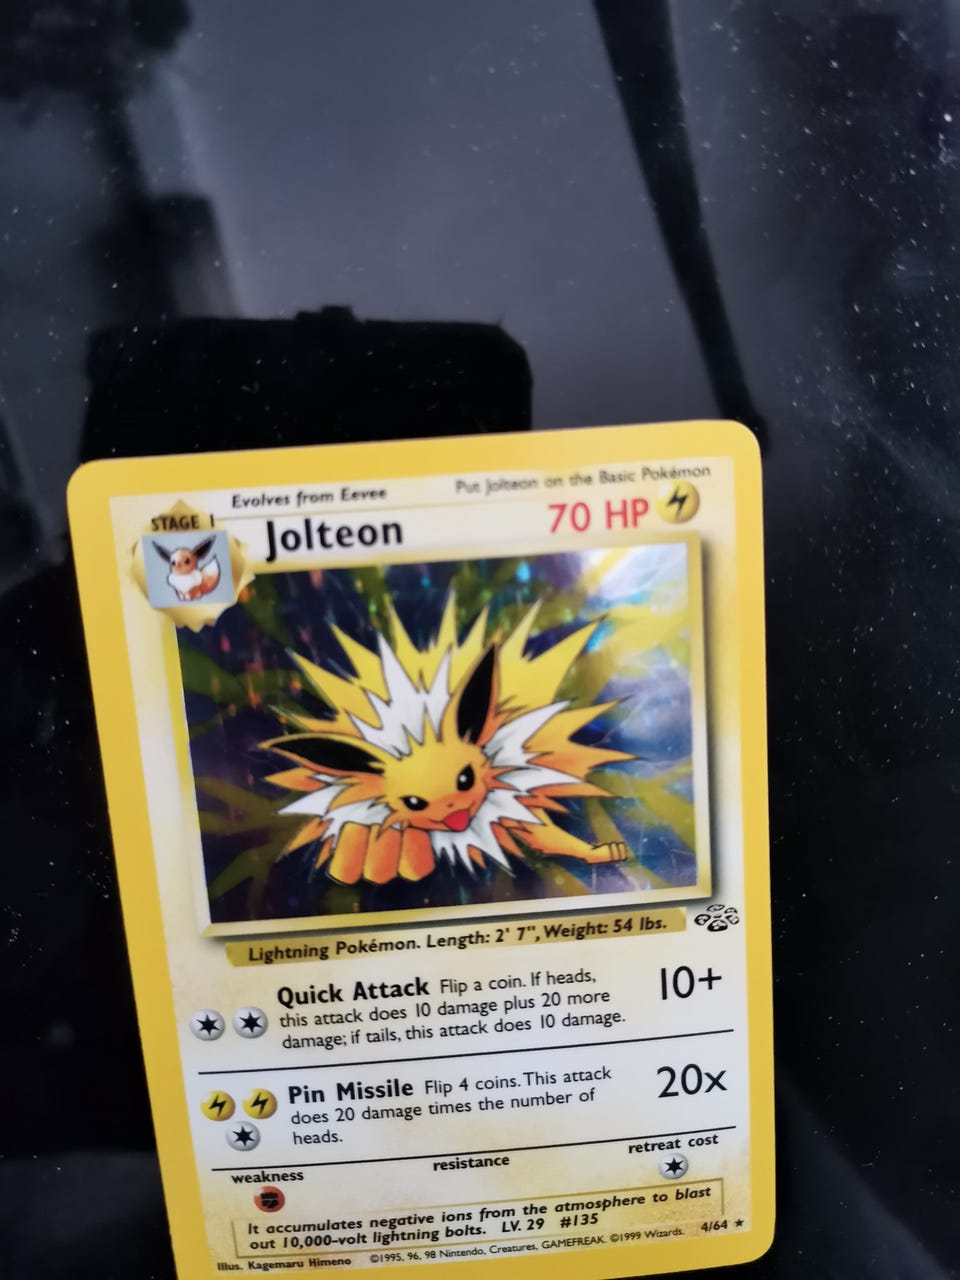 Evolves from Eevee
Put Jolteon on the Basic Pokémon
STAGE 1
Jolteon
70 HP
Lightning Pokémon. Length: 2' 7", Weight: 54 lbs.
Quick Attack Flip a coin. If heads,
this attack does 10 damage plus 20 more
damage; if tails, this attack does 10 damage.
10+
Pin Missile Flip 4 coins. This attack
does 20 damage times the number of
heads.
20x
weakness
resistance
retreat cost
It accumulates negative ions from the atmosphere to blast
out 10,000-volt lightning bolts. LV. 29 #135
Illus. Kagemaru Himeno
©1995, 96, 98 Nintendo, Creatures, GAMEFREAK. ©1999 Wizards.
4/64 ★